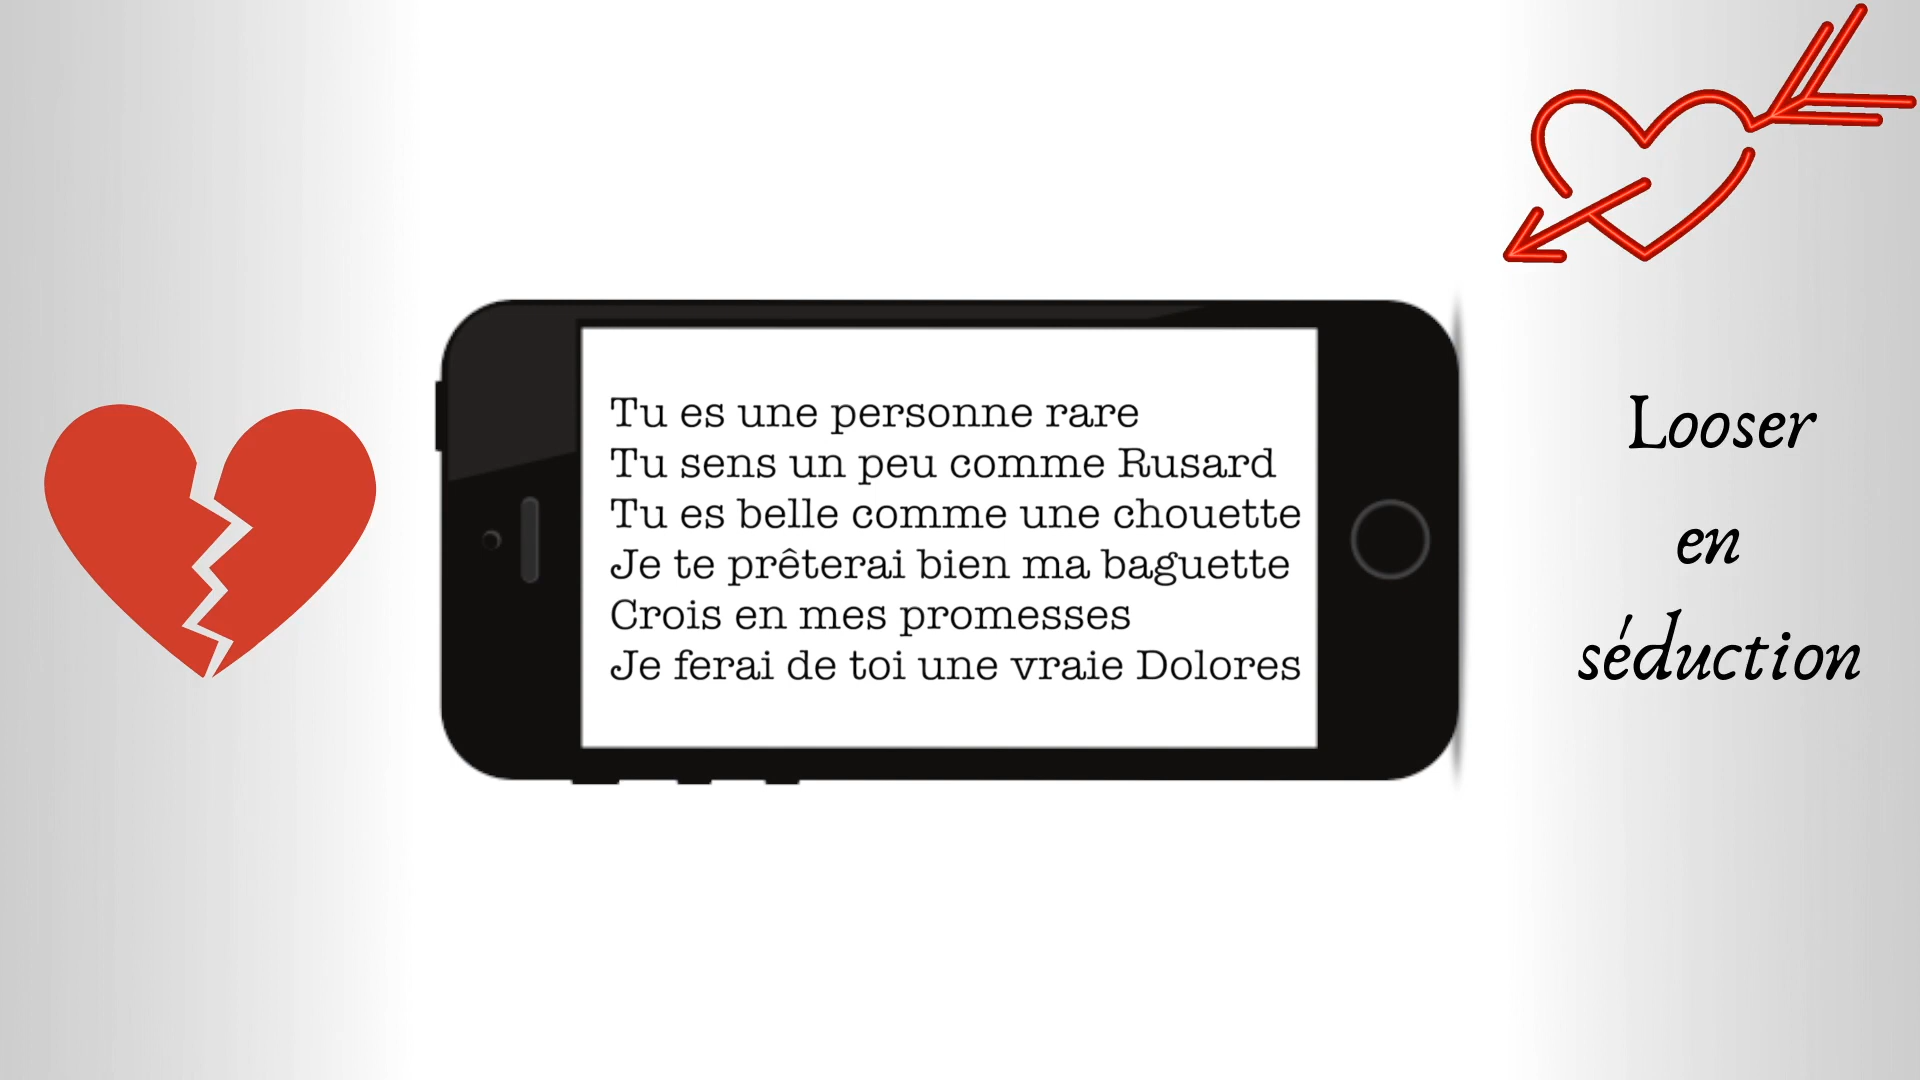 Tu es une personne rare
Tu sens un peu comme Rusard
Tu es belle comme une chouette
Je te prêterai bien ma baguette
Crois en mes promesses
Je ferai de toi une vraie Dolores
Looser
en
séduction